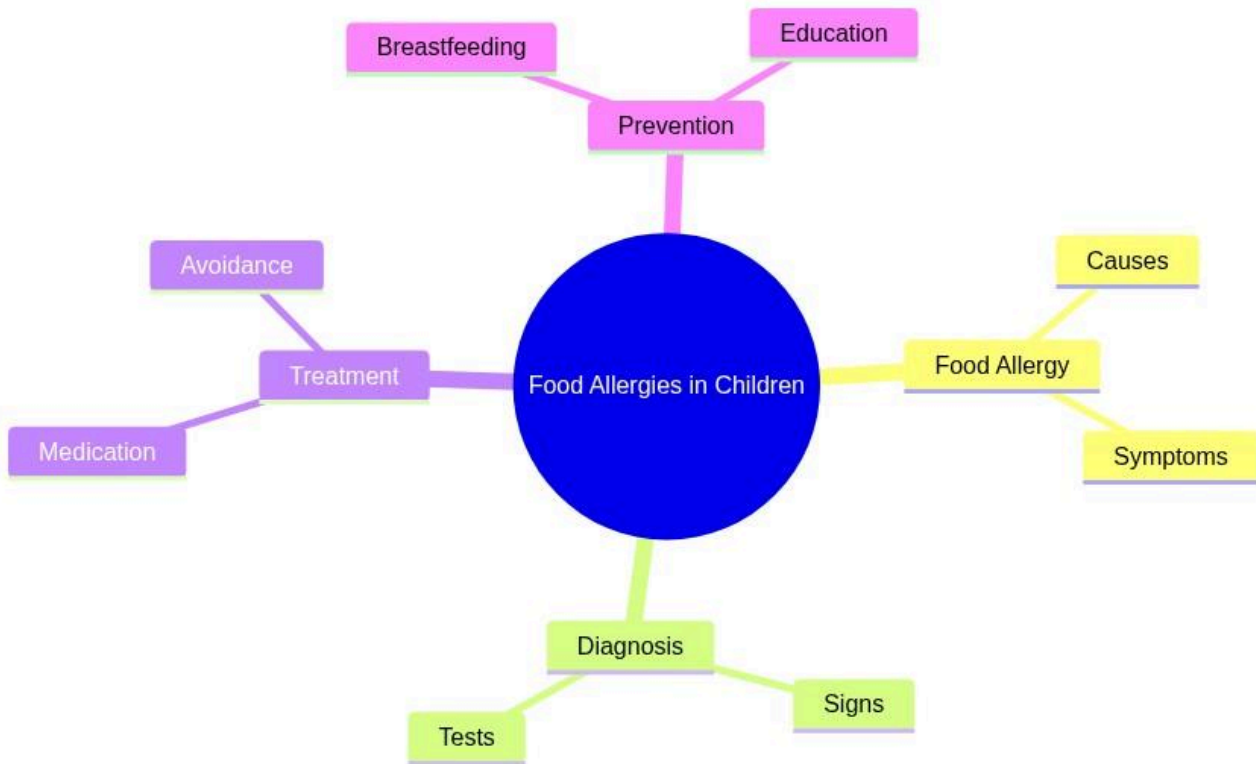 Breastfeeding
Education
Prevention
Avoidance
Causes
Treatment
Food Allergies in Children
Food Allergy
Medication
Symptoms
Diagnosis
Signs
Tests